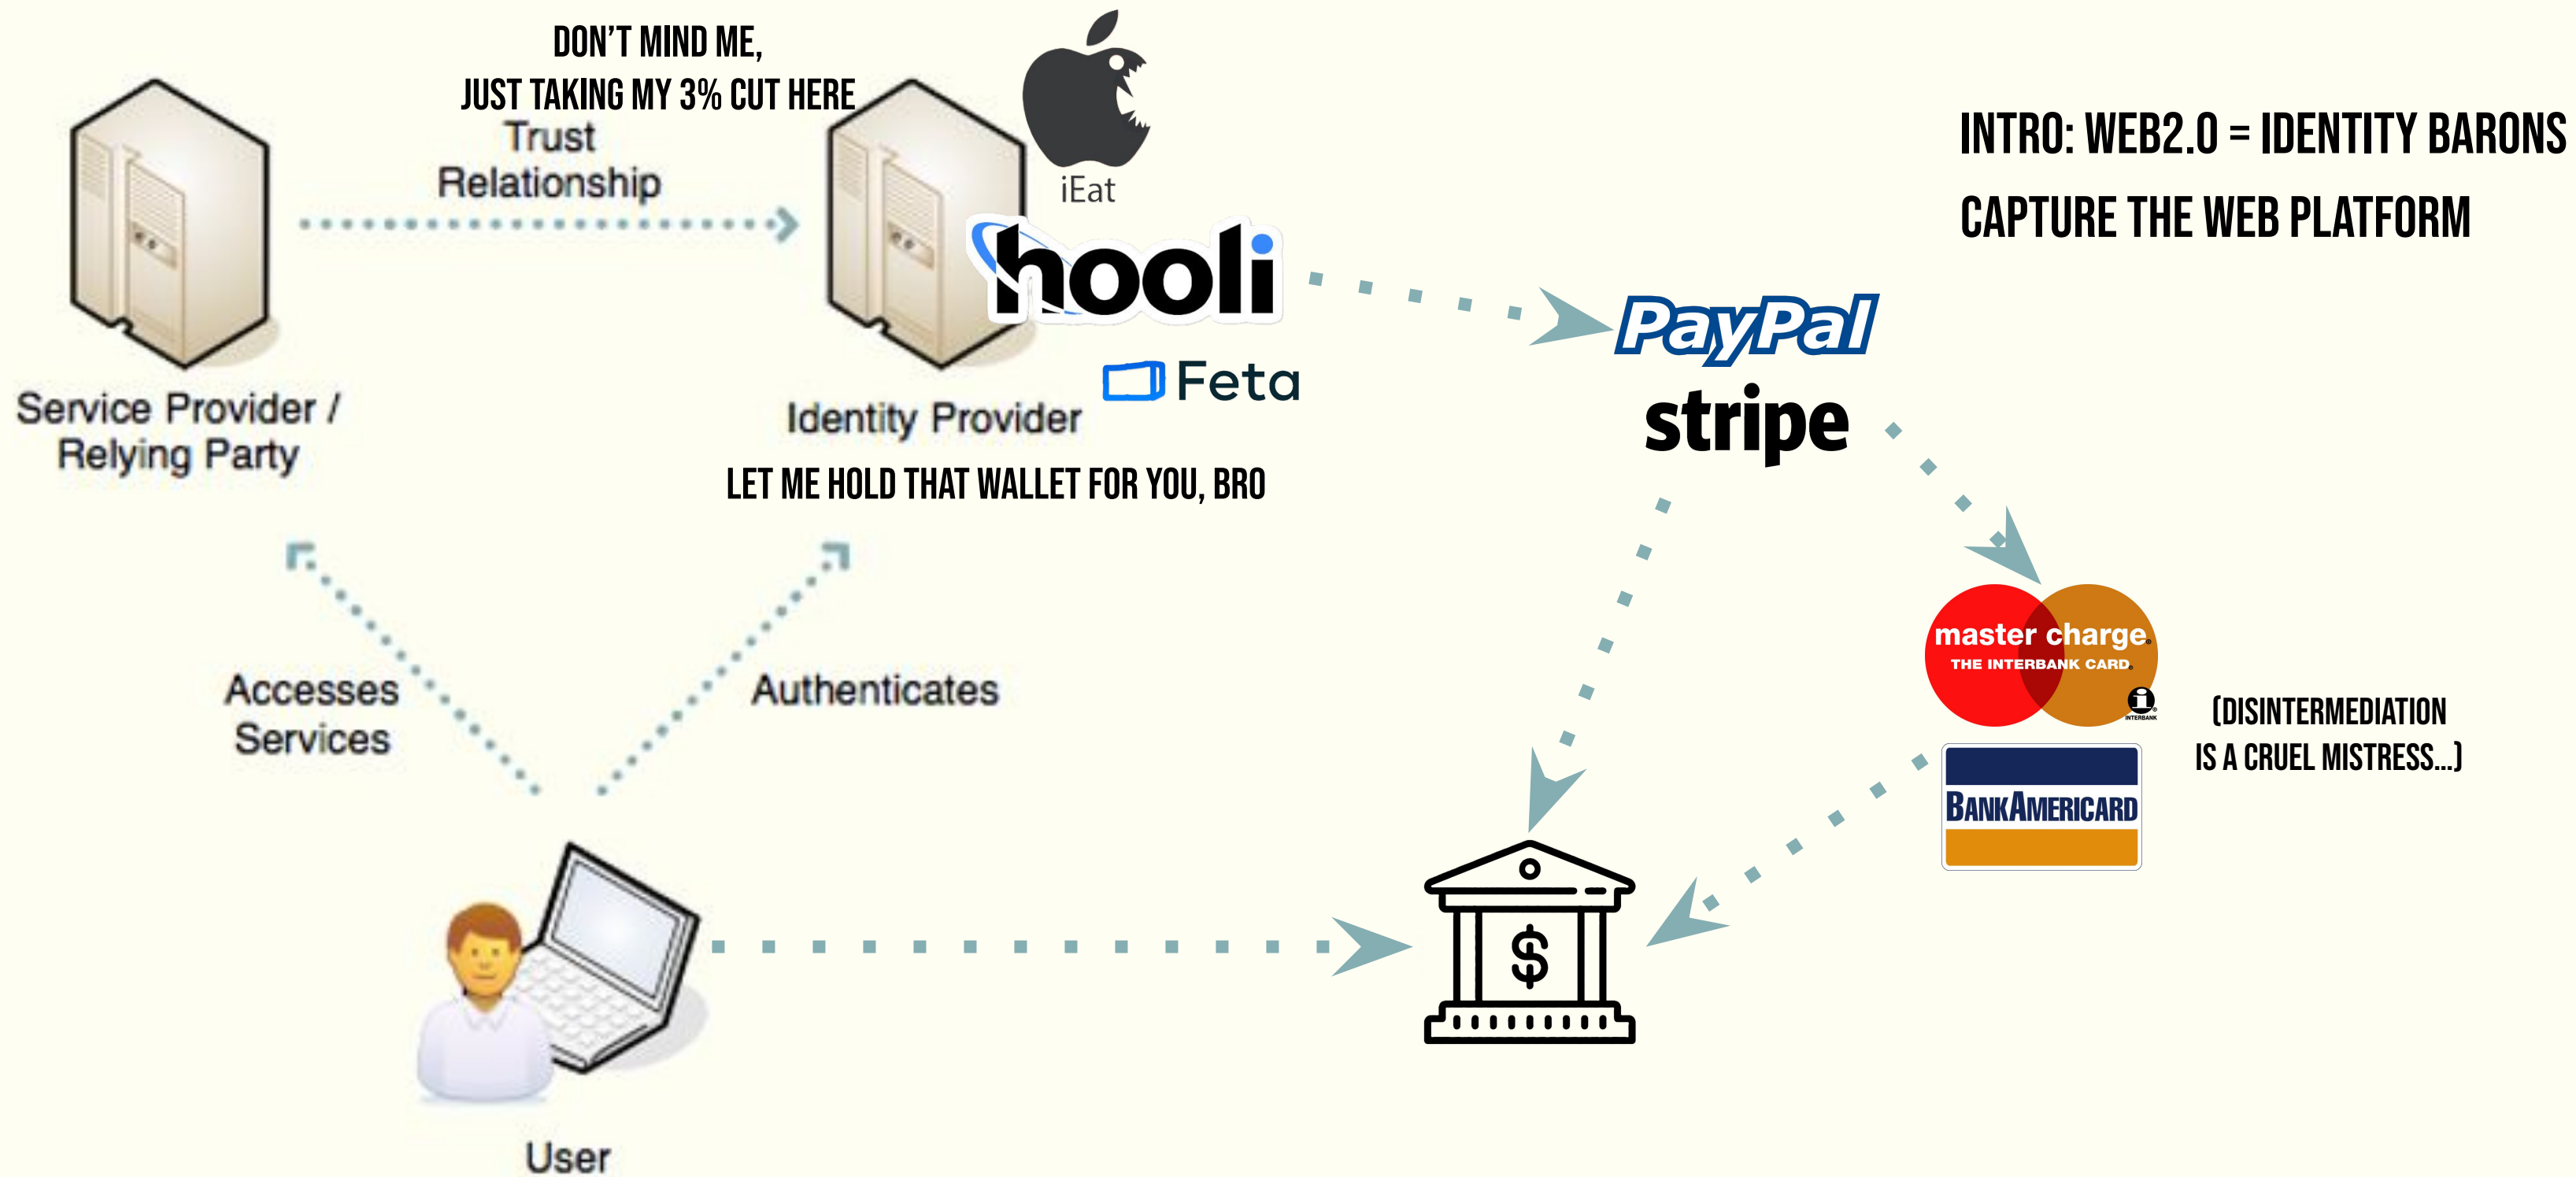 DON'T MIND ME,
JUST TAKING MY 3% CUT HERE
Trust
Relationship
iEat
hooli
Feta
INTRO: WEB2.0 = IDENTITY BARONS
CAPTURE THE WEB PLATFORM
Service Provider /
Relying Party
Identity Provider
LET ME HOLD THAT WALLET FOR YOU, BRO
PayPal
stripe
Accesses
Services
Authenticates
master charge®
THE INTERBANK CARD®
i®
INTERBANK
BANKAMERICARD
(DISINTERMEDIATION
IS A CRUEL MISTRESS...)
$
User